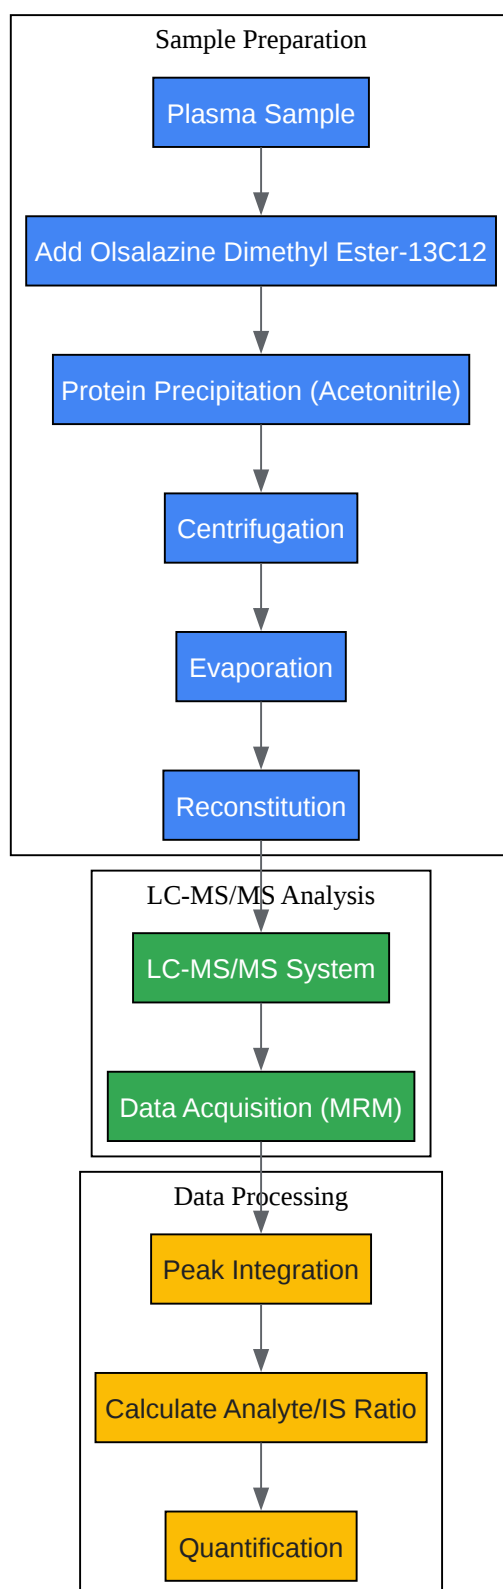 Sample Preparation
Plasma Sample
Add Olsalazine Dimethyl Ester-13C12
Protein Precipitation (Acetonitrile)
Centrifugation
Evaporation
Reconstitution
LC-MS/MS Analysis
LC-MS/MS System
Data Acquisition (MRM)
Data Processing
Peak Integration
Calculate Analyte/IS Ratio
Quantification